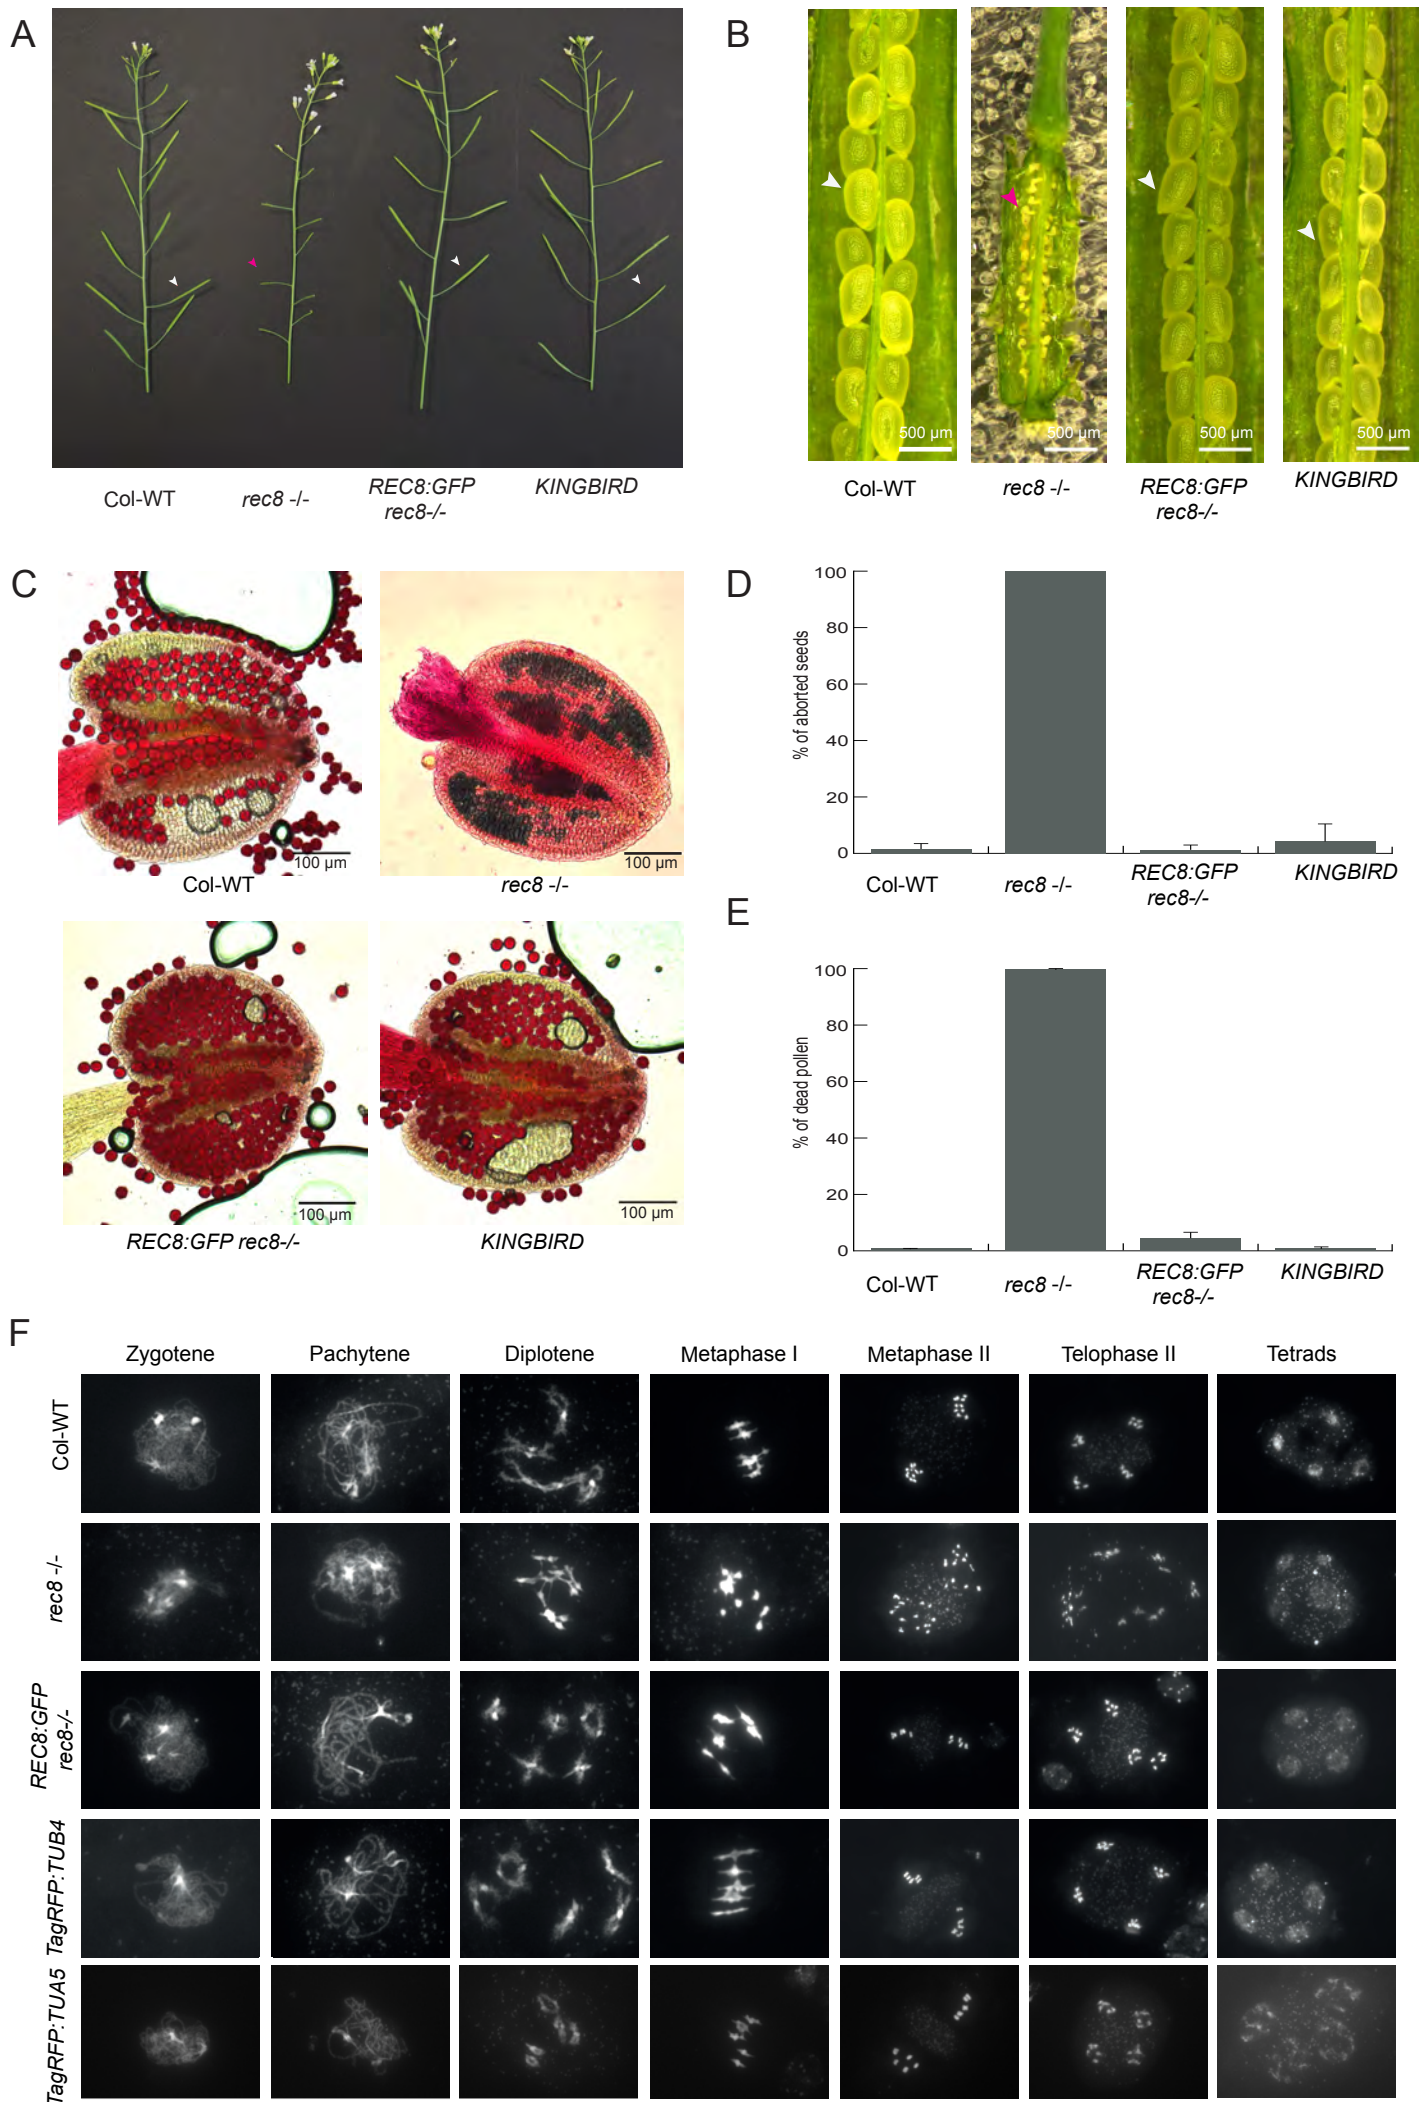 A
Col-WT
rec8 -/-
REC8:GFP
rec8-/-
KINGBIRD
B
500 µm
500 µm
500 µm
500 µm
Col-WT
rec8 -/-
REC8:GFP
rec8-/-
KINGBIRD
C
100 µm
Col-WT
100 µm
rec8 -/-
100 µm
REC8:GFP rec8-/-
100 µm
KINGBIRD
D
% of aborted seeds
100
80
60
40
20
0
Col-WT
rec8 -/-
REC8:GFP
rec8-/-
KINGBIRD
E
% of dead pollen
100
80
60
40
20
0
Col-WT
rec8 -/-
REC8:GFP
rec8-/-
KINGBIRD
F
Zygotene Pachytene Diplotene Metaphase I Metaphase II Telophase II Tetrads
Col-WT
rec8 -/-
REC8:GFP
rec8-/-
TagRFP:TUB4
TagRFP:TUA5